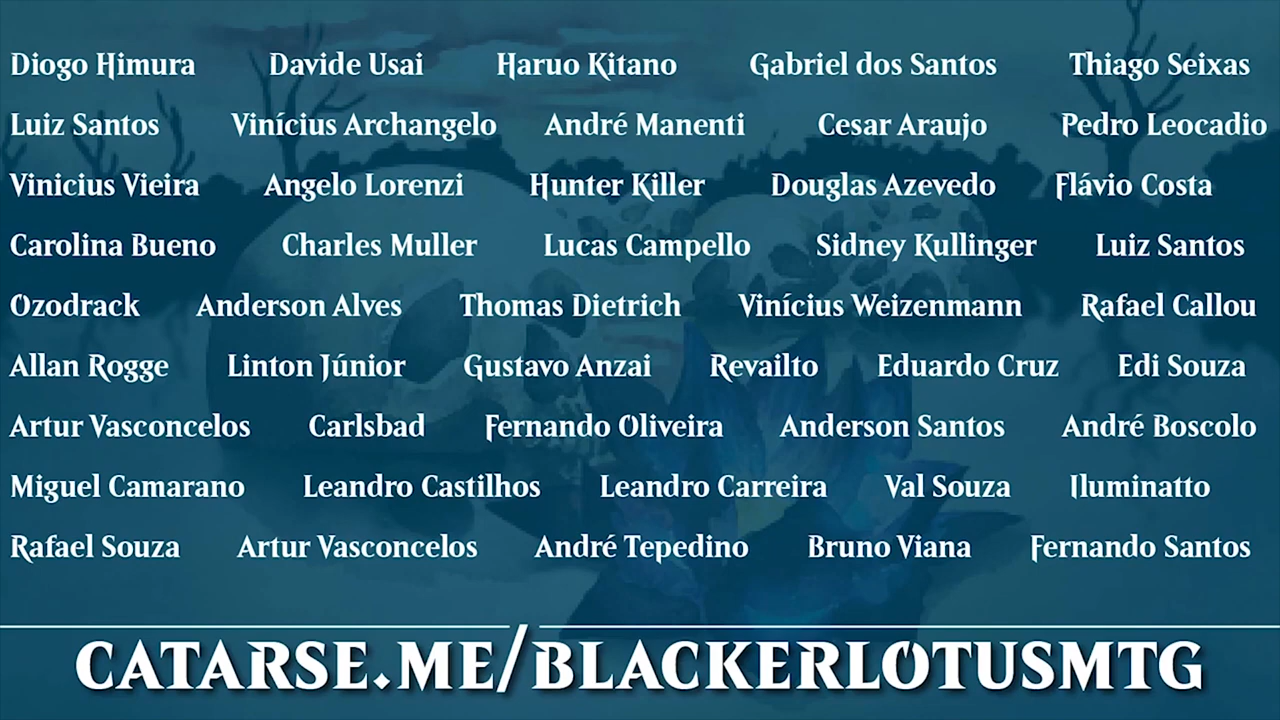 Diogo Himura Davide Usai Haruo Kitano Gabriel dos Santos Thiago Seixas
Luiz Santos Vinícius Archangelo André Manenti Cesar Araujo Pedro Leocadio
Vinicius Vieira Angelo Lorenzi Hunter Killer Douglas Azevedo Flávio Costa
Carolina Bueno Charles Muller Lucas Campello Sidney Kullinger Luiz Santos
Ozodrack Anderson Alves Thomas Dietrich Vinícius Weizenmann Rafael Callou
Allan Rogge Linton Júnior Gustavo Anzai Revailto Eduardo Cruz Edi Souza
Artur Vasconcelos Carlsbad Fernando Oliveira Anderson Santos André Boscolo
Miguel Camarano Leandro Castilhos Leandro Carreira Val Souza Iluminatto
Rafael Souza Artur Vasconcelos André Tepedino Bruno Viana Fernando Santos
CATARSE.ME/BLACKERLOTUSMTG